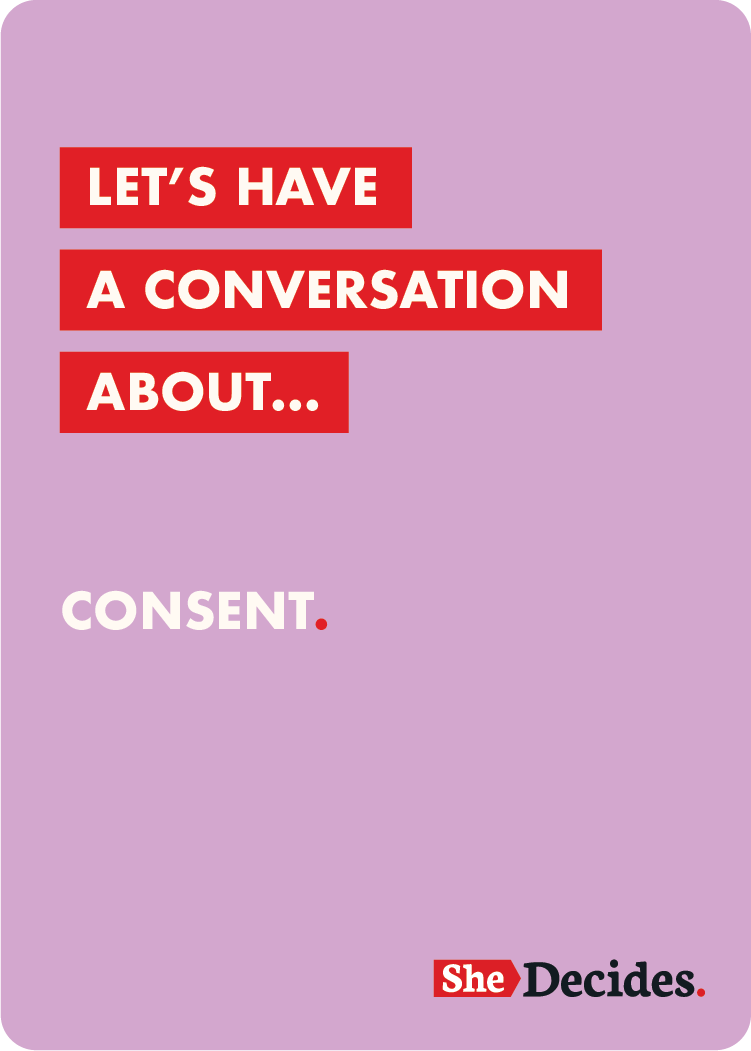 LET’S HAVE
A CONVERSATION
ABOUT...
CONSENT.
She Decides.